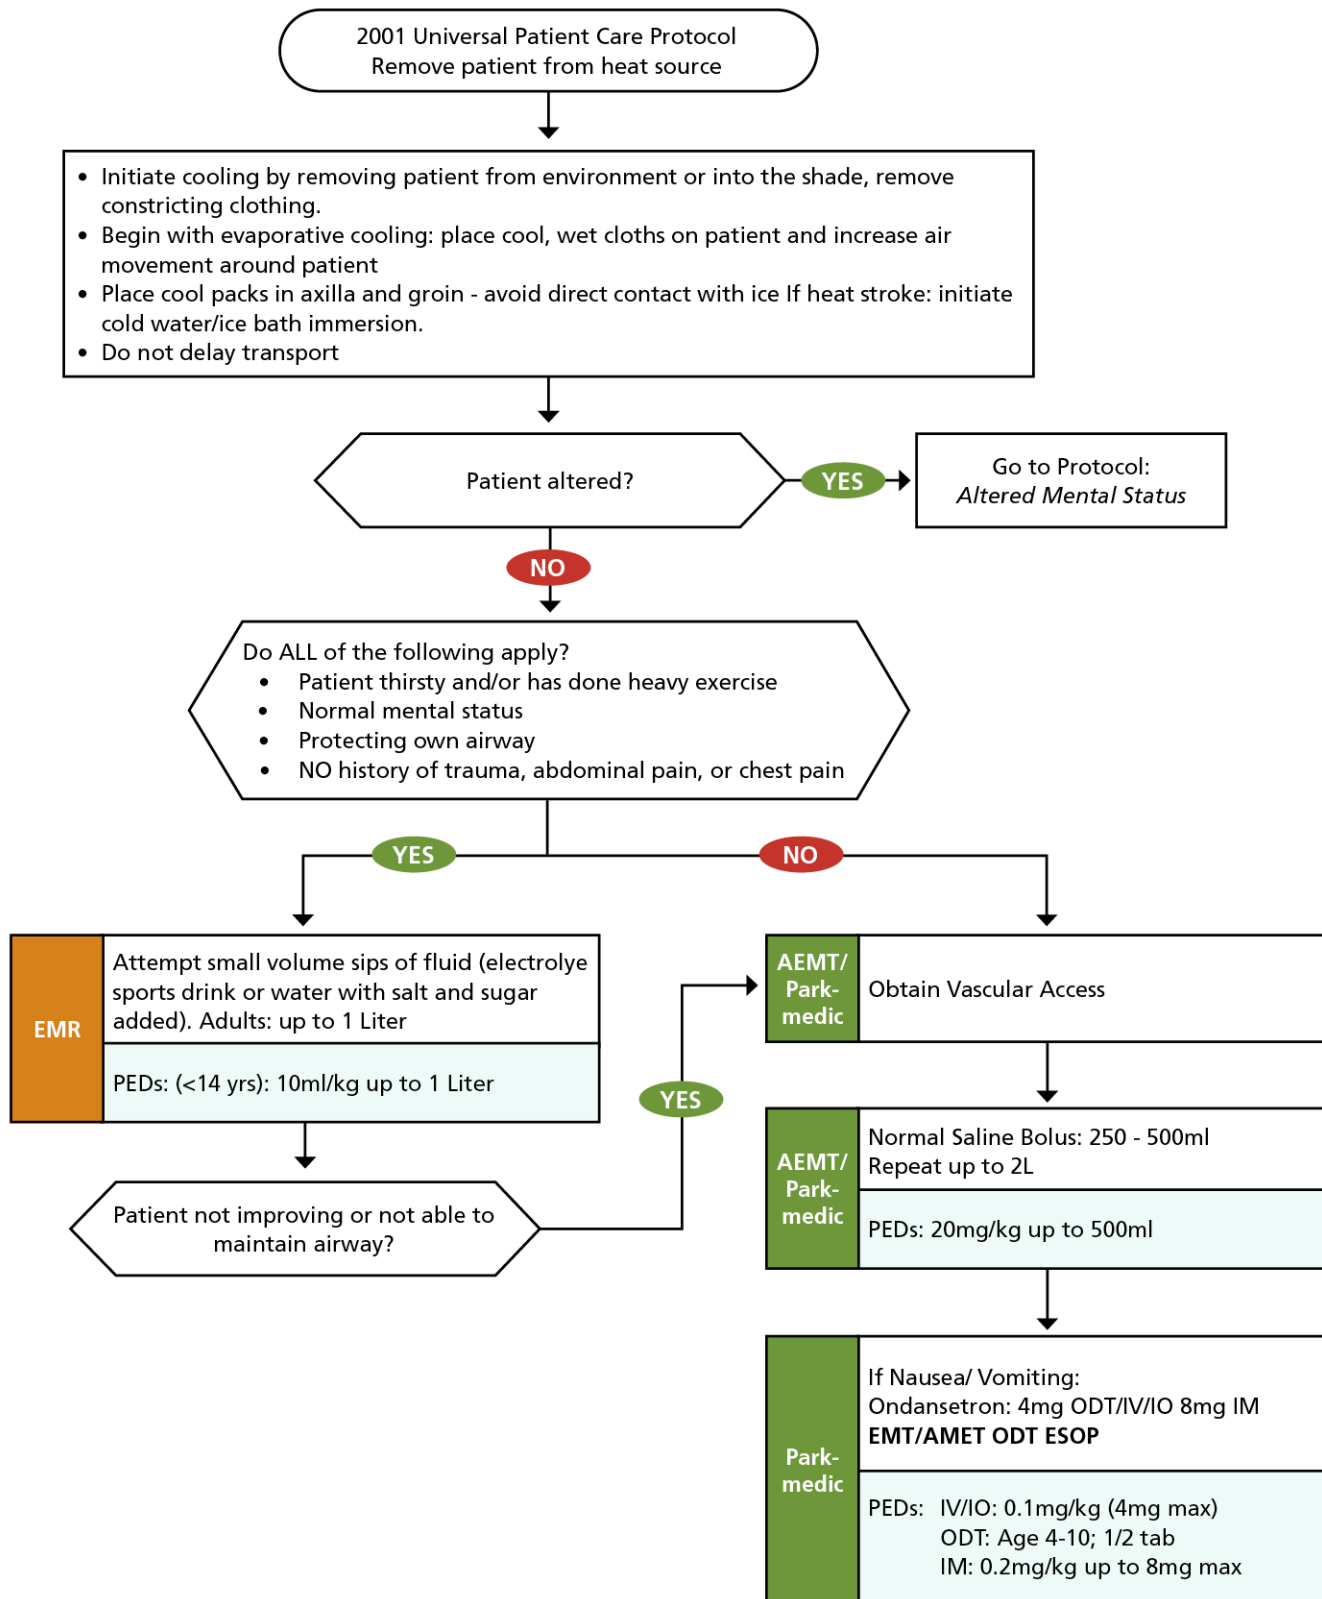 2001 Universal Patient Care Protocol
Remove patient from heat source
• Initiate cooling by removing patient from environment or into the shade, remove
constricting clothing.
• Begin with evaporative cooling: place cool, wet cloths on patient and increase air
movement around patient
• Place cool packs in axilla and groin - avoid direct contact with ice If heat stroke: initiate
cold water/ice bath immersion.
• Do not delay transport
Patient altered?
YES
Go to Protocol:
Altered Mental Status
NO
Do ALL of the following apply?
• Patient thirsty and/or has done heavy exercise
• Normal mental status
• Protecting own airway
• NO history of trauma, abdominal pain, or chest pain
YES
NO
EMR
Attempt small volume sips of fluid (electrolye
sports drink or water with salt and sugar
added). Adults: up to 1 Liter
PEDs: (<14 yrs): 10ml/kg up to 1 Liter
Patient not improving or not able to
maintain airway?
YES
AEMT/
Park-
medic
Obtain Vascular Access
AEMT/
Park-
medic
Normal Saline Bolus: 250 - 500ml
Repeat up to 2L
PEDs: 20mg/kg up to 500ml
Park-
medic
If Nausea/ Vomiting:
Ondansetron: 4mg ODT/IV/IO 8mg IM
EMT/AMET ODT ESOP
PEDs: IV/IO: 0.1mg/kg (4mg max)
ODT: Age 4-10; 1/2 tab
IM: 0.2mg/kg up to 8mg max